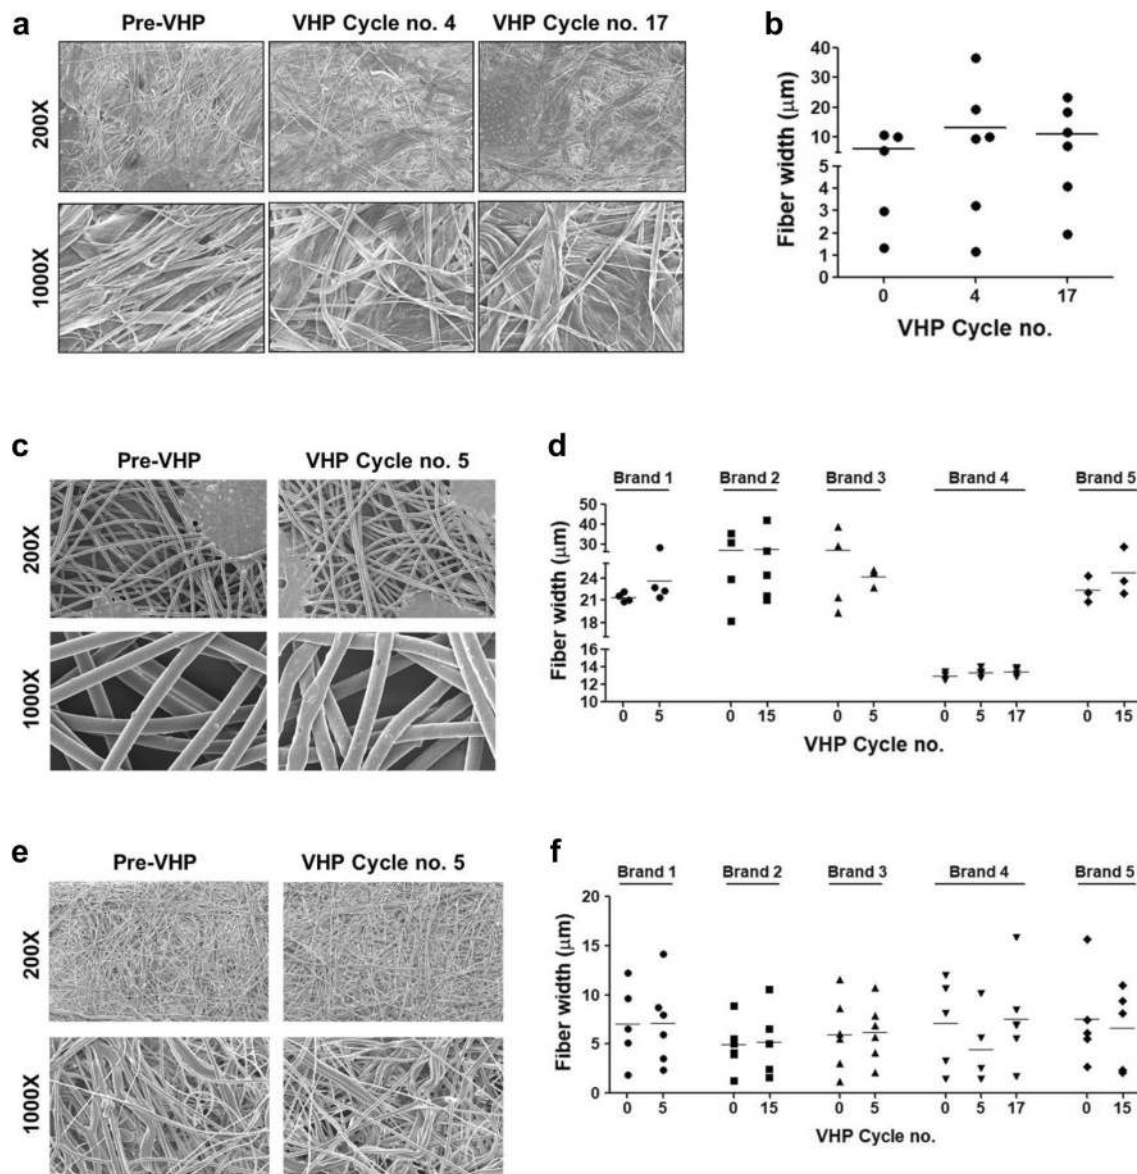 a
Pre-VHP VHP Cycle no. 4 VHP Cycle no. 17
200X
1000X
b
Fiber width (μm)
40
30
20
10
5
4
3
2
1
0
0 4 17
VHP Cycle no.
c
Pre-VHP VHP Cycle no. 5
200X
1000X
d
Brand 1 Brand 2 Brand 3 Brand 4 Brand 5
Fiber width (μm)
50
40
30
24
21
18
14
12
10
0 5 0 15 0 5 0 5 17 0 15
VHP Cycle no.
e
Pre-VHP VHP Cycle no. 5
200X
1000X
f
Brand 1 Brand 2 Brand 3 Brand 4 Brand 5
Fiber width (μm)
20
15
10
5
0
0 5 0 15 0 5 0 5 17 0 15
VHP Cycle no.